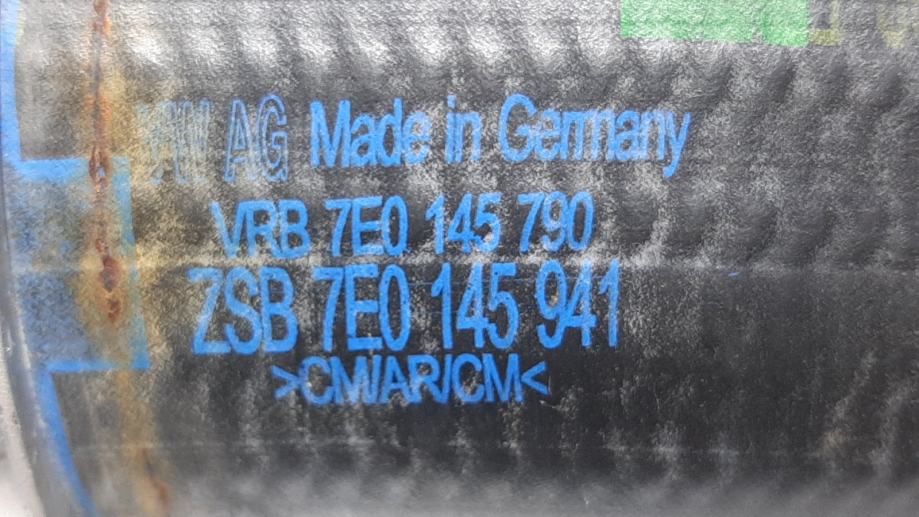 VW AG Made in Germany
VRB 7E0 145 790
ZSB 7E0 145 941
>CM/AR/CM<